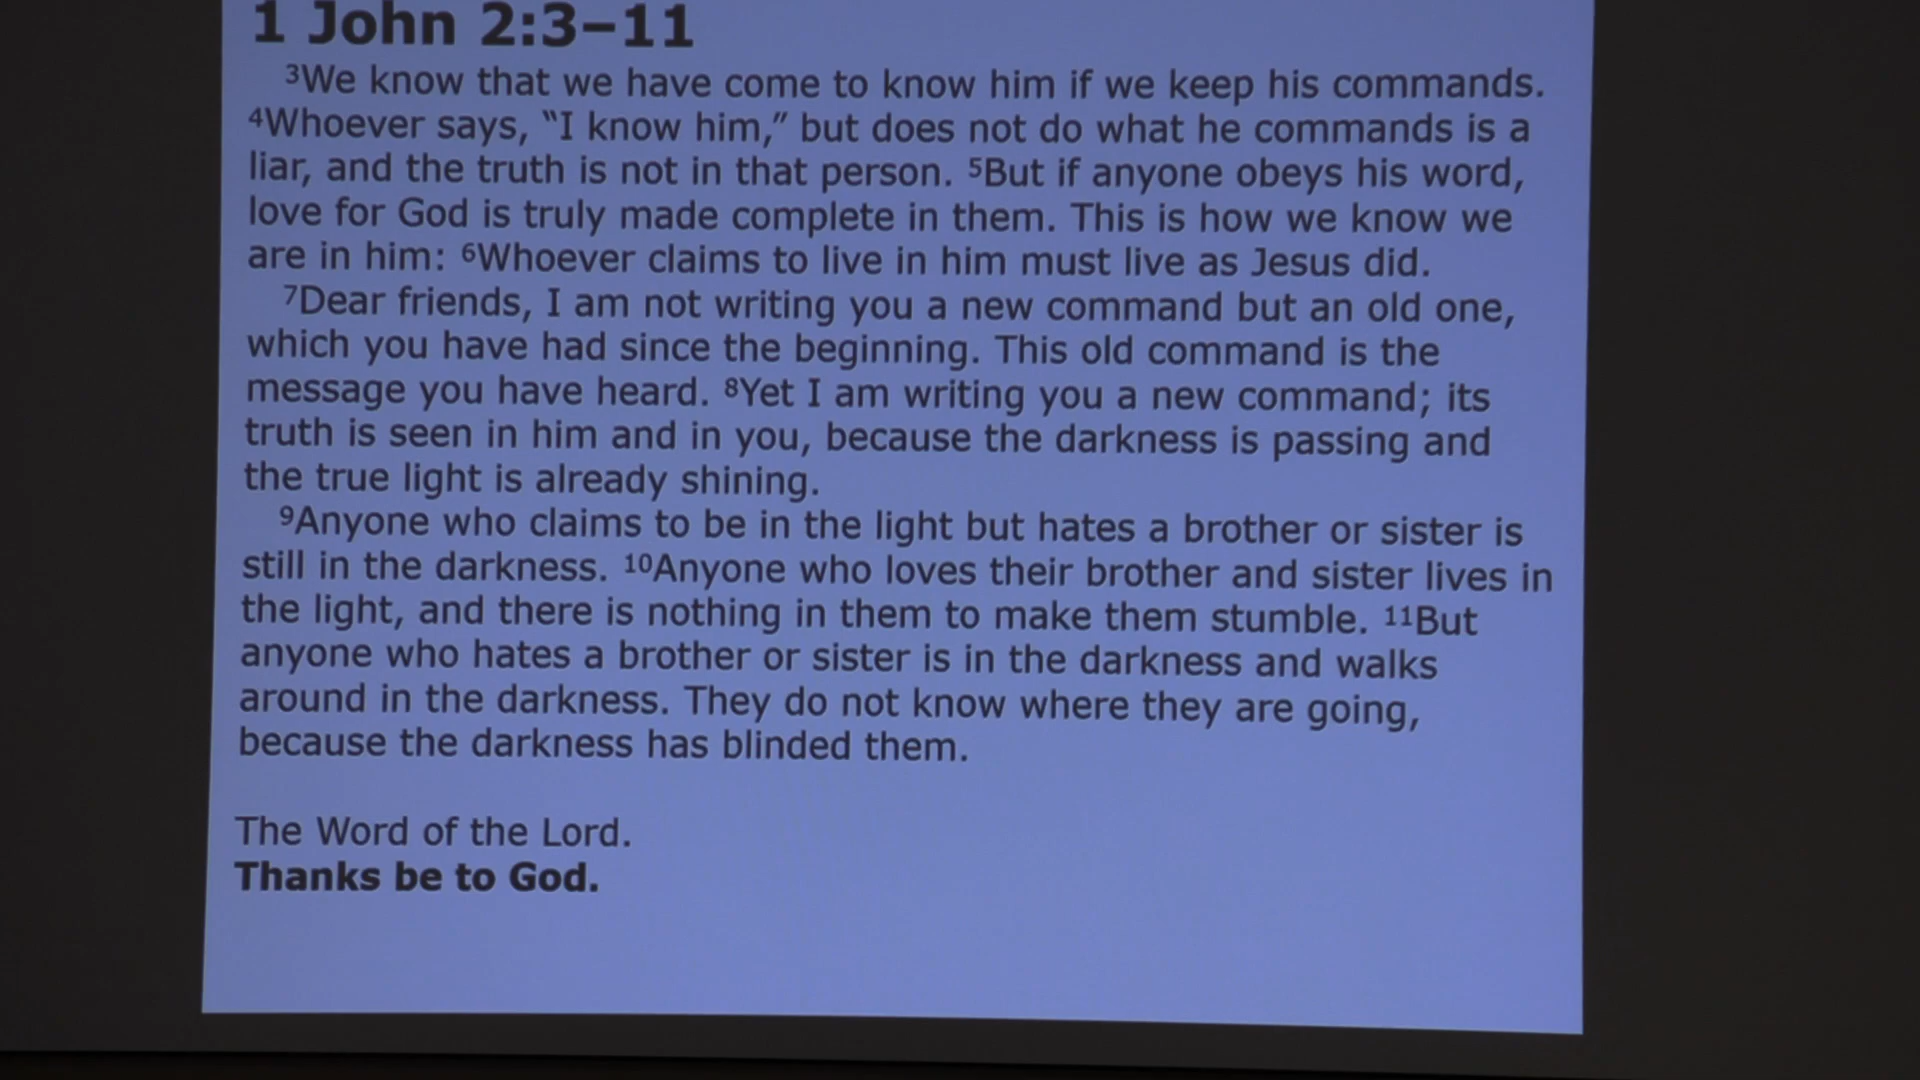 1 John 2:3–11
³We know that we have come to know him if we keep his commands.
⁴Whoever says, “I know him,” but does not do what he commands is a
liar, and the truth is not in that person. ⁵But if anyone obeys his word,
love for God is truly made complete in them. This is how we know we
are in him: ⁶Whoever claims to live in him must live as Jesus did.
⁷Dear friends, I am not writing you a new command but an old one,
which you have had since the beginning. This old command is the
message you have heard. ⁸Yet I am writing you a new command; its
truth is seen in him and in you, because the darkness is passing and
the true light is already shining.
⁹Anyone who claims to be in the light but hates a brother or sister is
still in the darkness. ¹⁰Anyone who loves their brother and sister lives in
the light, and there is nothing in them to make them stumble. ¹¹But
anyone who hates a brother or sister is in the darkness and walks
around in the darkness. They do not know where they are going,
because the darkness has blinded them.
The Word of the Lord.
Thanks be to God.